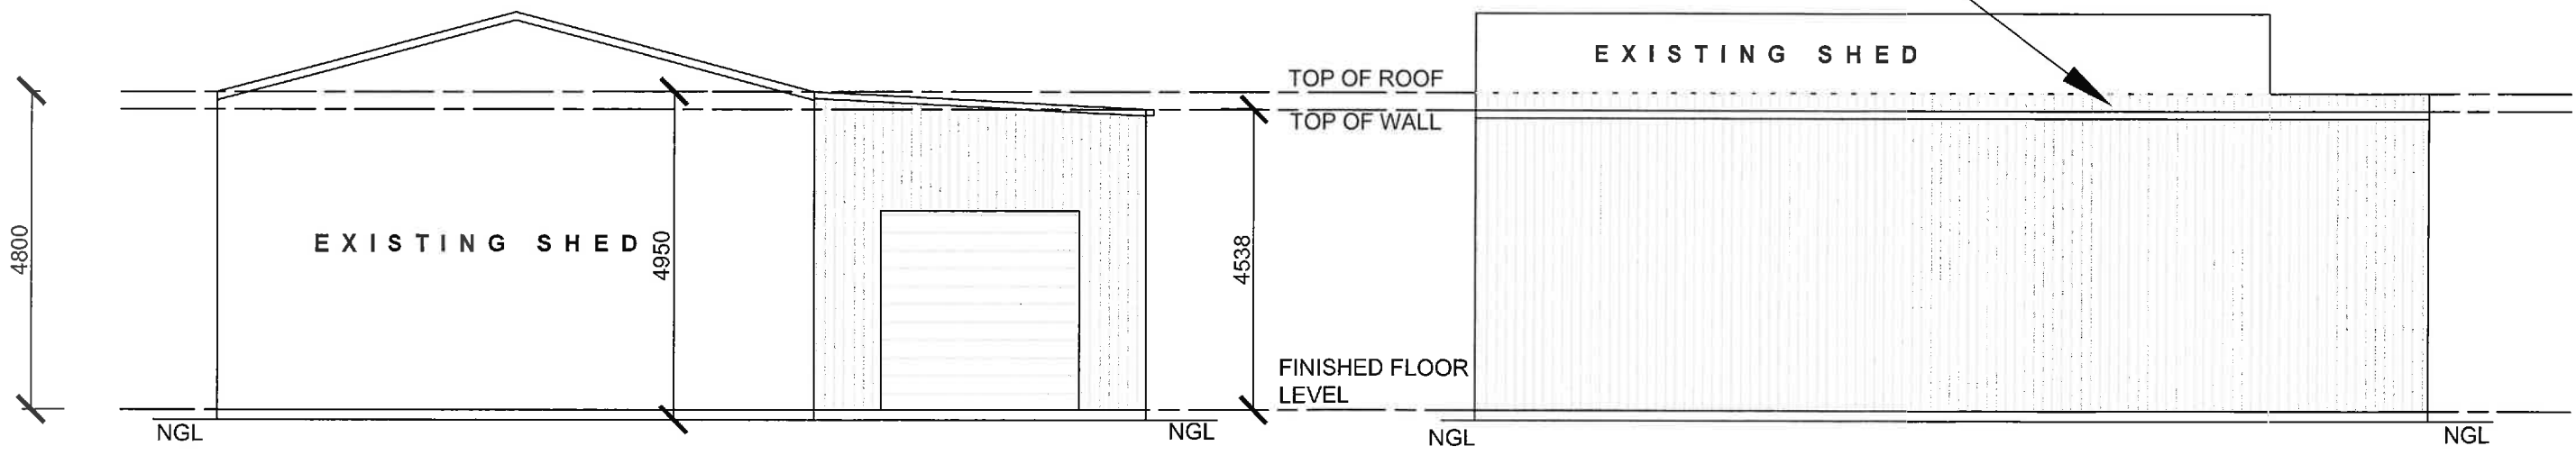 EXISTING SHED
TOP OF ROOF
TOP OF WALL
4800
EXISTING SHED
4950
4538
FINISHED FLOOR
LEVEL
NGL
NGL
NGL
NGL